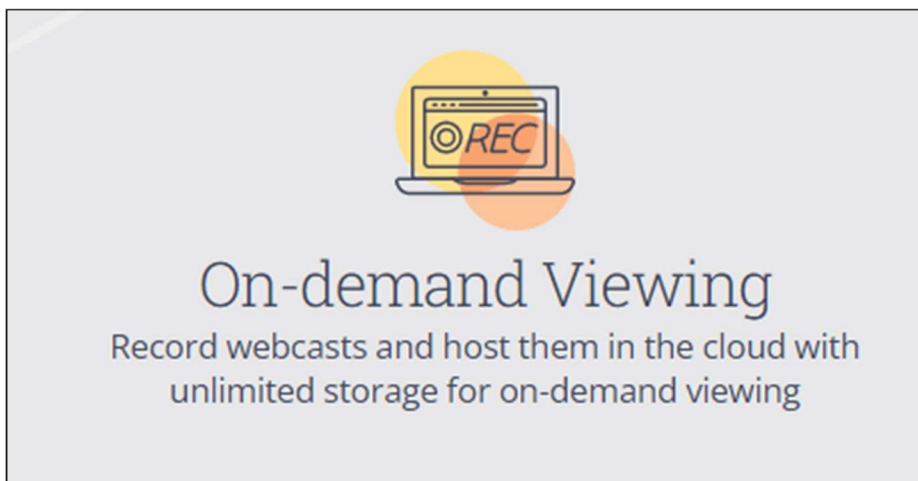 REC
On-demand Viewing
Record webcasts and host them in the cloud with
unlimited storage for on-demand viewing